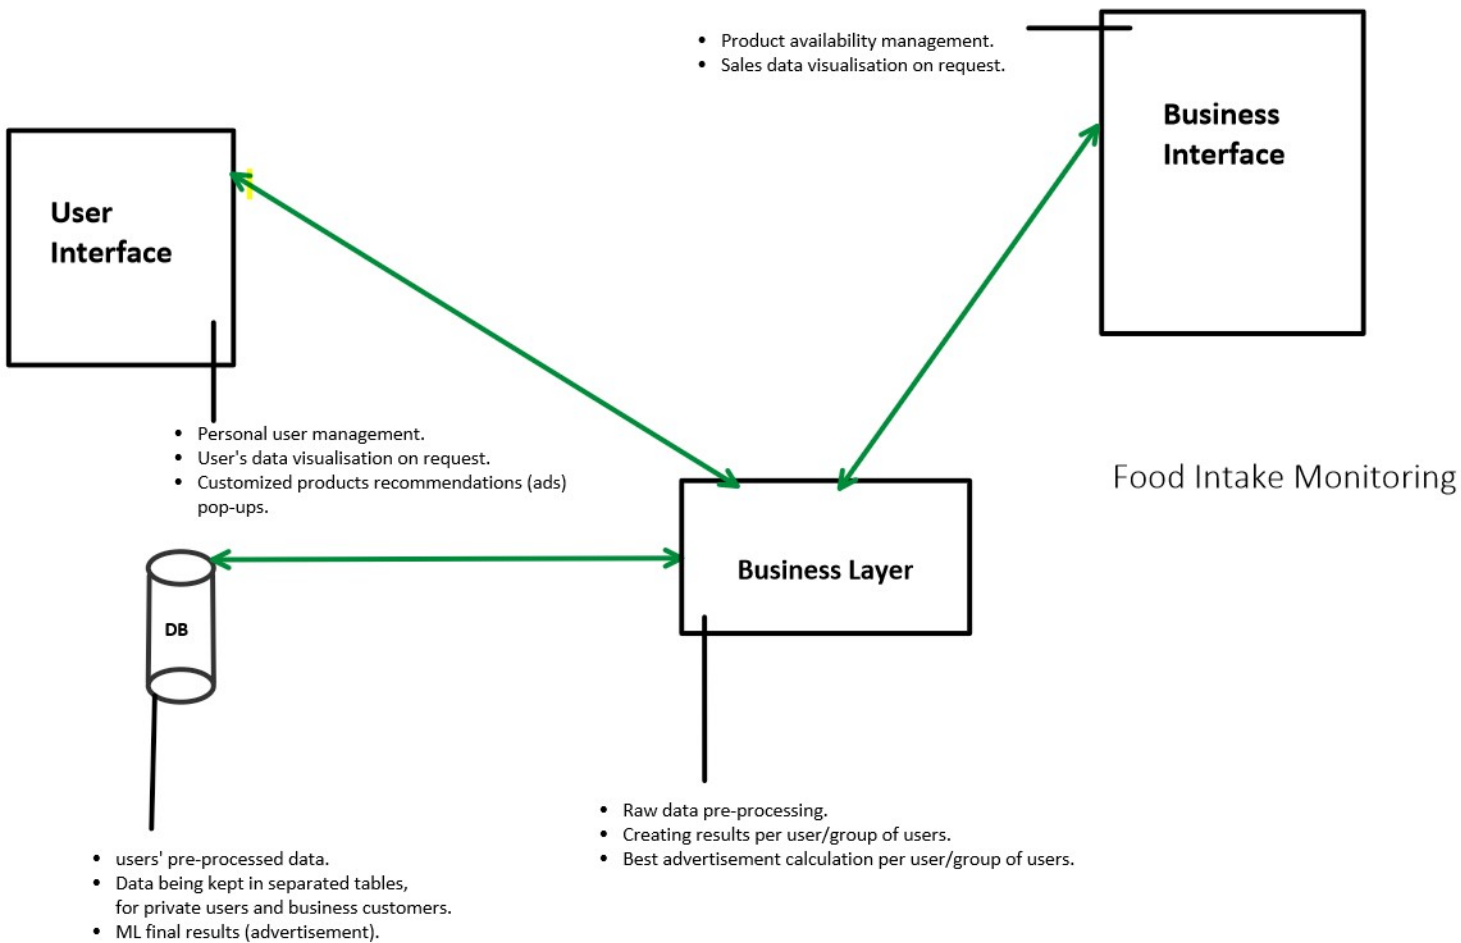 • Product availability management.
• Sales data visualisation on request.
Business
Interface
User
Interface
• Personal user management.
• User's data visualisation on request.
• Customized products recommendations (ads)
pop-ups.
Food Intake Monitoring
Business Layer
DB
• Raw data pre-processing.
• Creating results per user/group of users.
• Best advertisement calculation per user/group of users.
• users' pre-processed data.
• Data being kept in separated tables,
for private users and business customers.
• ML final results (advertisement).